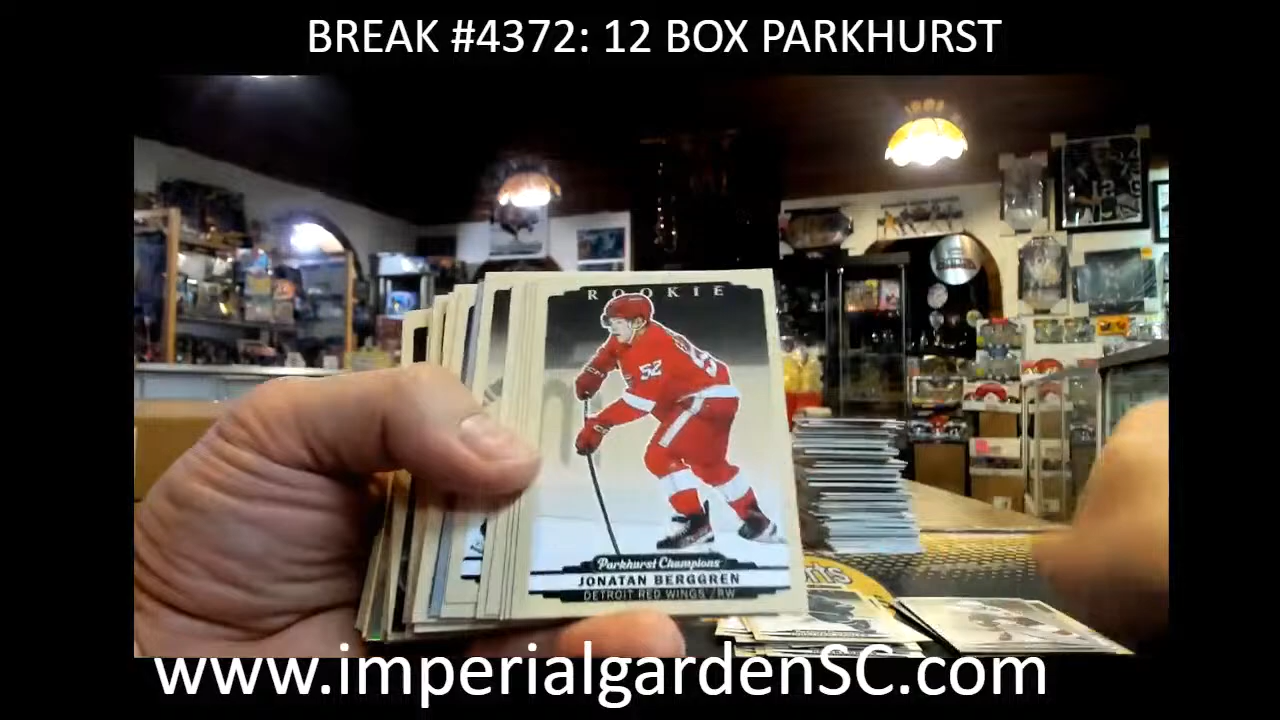 BREAK #4372: 12 BOX PARKHURST
ROOKIE
52
Parkhurst Champions
JONATAN BERGGREN
DETROIT RED WINGS / RW
www.imperialgardenSC.com